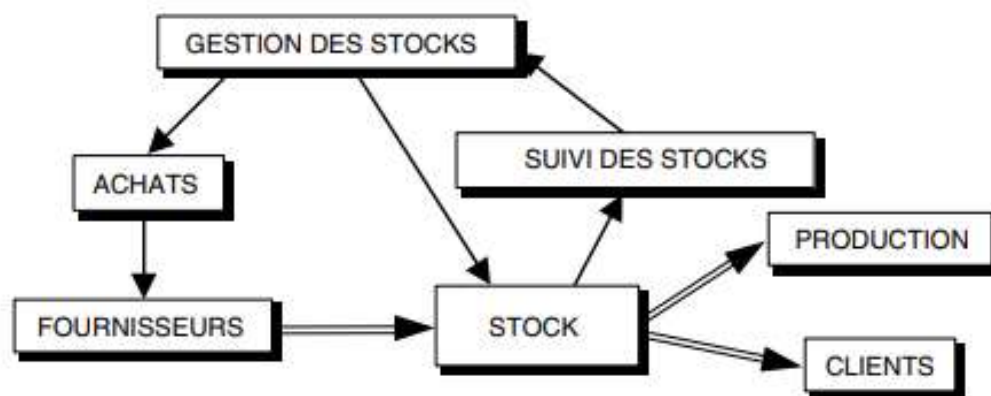 GESTION DES STOCKS
SUIVI DES STOCKS
ACHATS
PRODUCTION
FOURNISSEURS
STOCK
CLIENTS